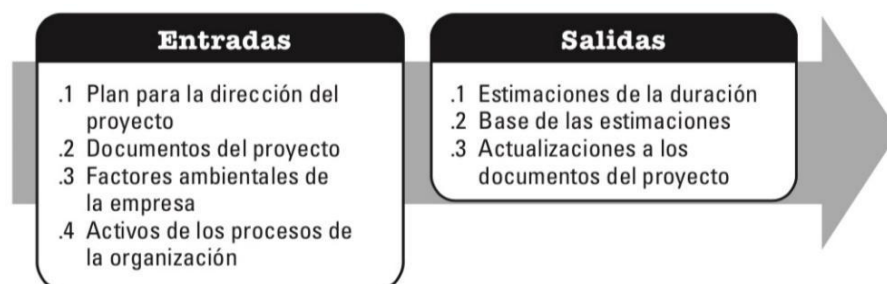 Entradas
.1 Plan para la dirección del
proyecto
.2 Documentos del proyecto
.3 Factores ambientales de
la empresa
.4 Activos de los procesos de
la organización
Salidas
.1 Estimaciones de la duración
.2 Base de las estimaciones
.3 Actualizaciones a los
documentos del proyecto